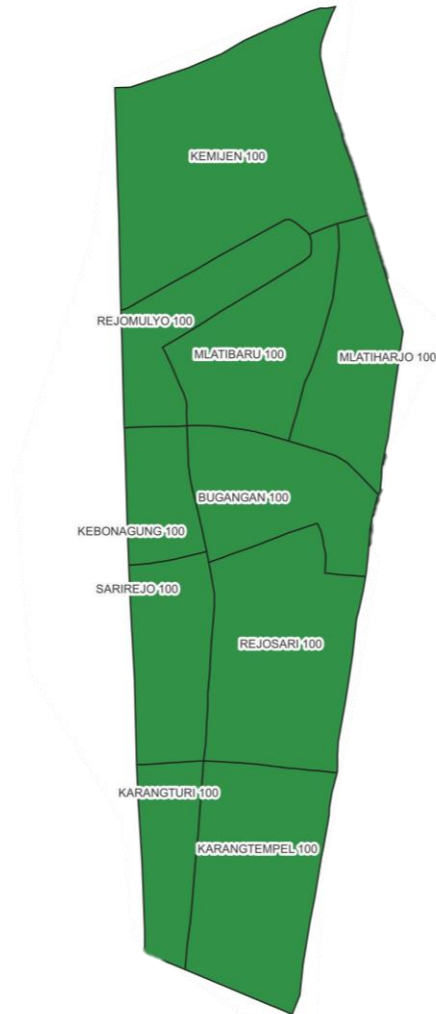 KEMIJEN 100
REJOMULYO 100
MLATIBARU 100
MLATIHARJO 100
BUGANGAN 100
KEBONAGUNG 100
SARIREJO 100
REJOSARI 100
KARANGTURI 100
KARANGTEMPEL 100